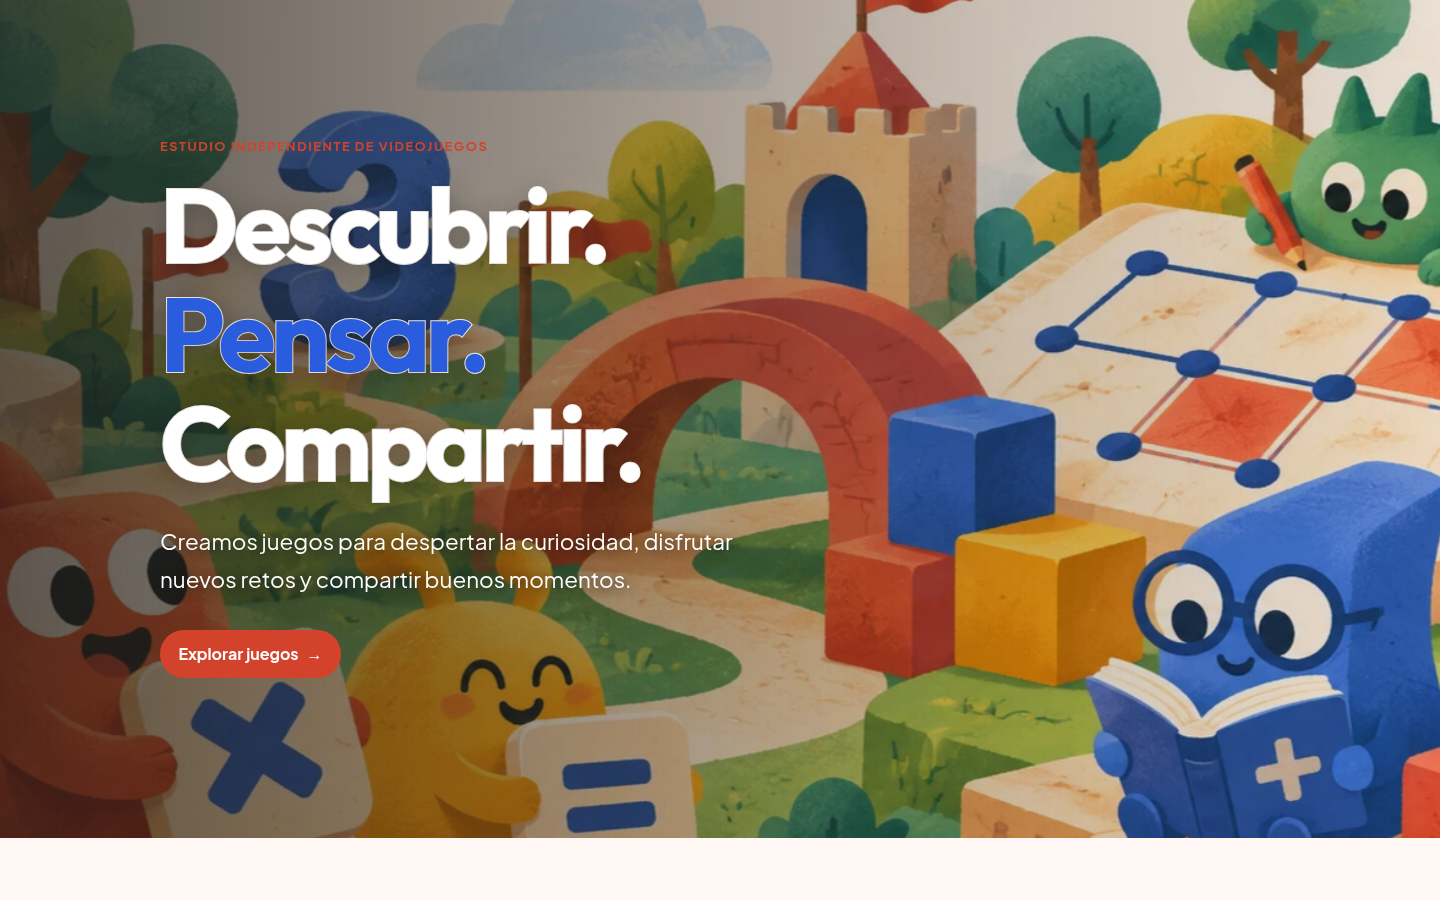 ESTUDIO INDEPENDIENTE DE VIDEOJUEGOS
Descubrir.
Pensar.
Compartir.
Creamos juegos para despertar la curiosidad, disfrutar
nuevos retos y compartir buenos momentos.
Explorar juegos →
3